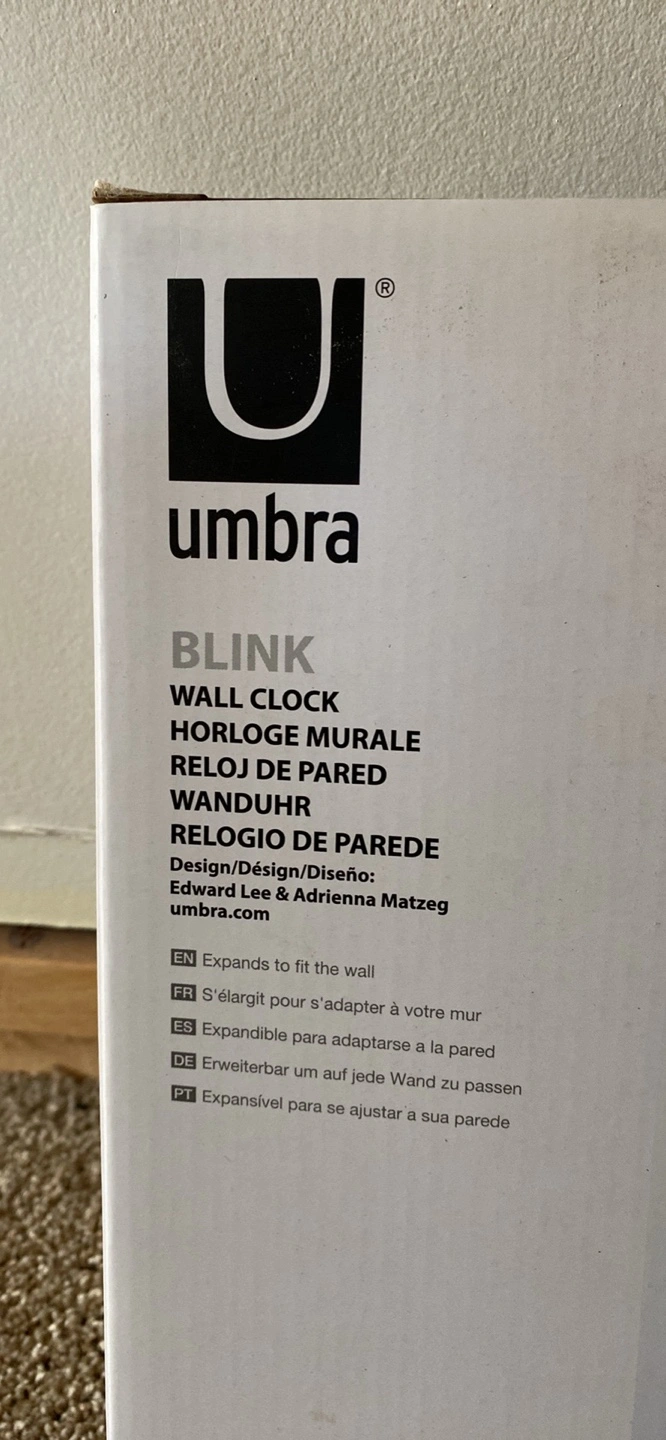 U®
umbra
BLINK
WALL CLOCK
HORLOGE MURALE
RELOJ DE PARED
WANDUHR
RELOGIO DE PAREDE
Design/Désign/Diseño:
Edward Lee & Adrienna Matzeg
umbra.com
EN Expands to fit the wall
FR S'élargit pour s'adapter à votre mur
ES Expandible para adaptarse a la pared
DE Erweiterbar um auf jede Wand zu passen
PT Expansível para se ajustar a sua parede